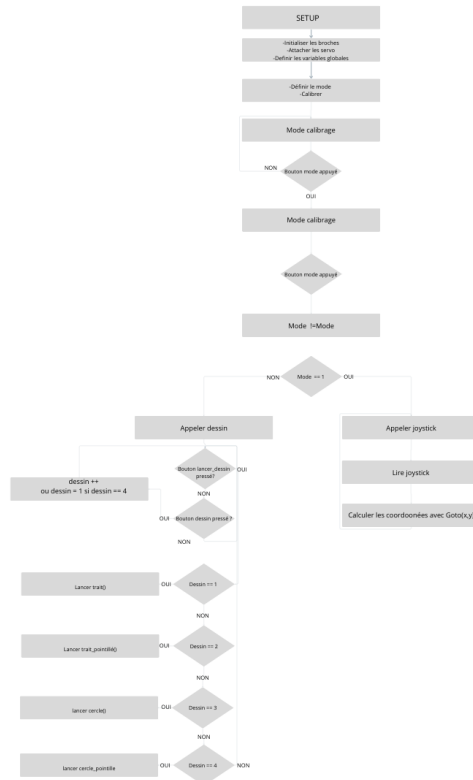 SETUP
-Initialiser les broches
-Attacher les servo
-Definir les variables globales
-Définir le mode
-Calibrer
Mode calibrage
Bouton mode appuyé
NON
OUI
Mode calibrage
Bouton mode appuyé
Mode !=Mode
NON
Mode == 1
OUI
Appeler dessin
Appeler joystick
Bouton lancer_dessin
pressé?
OUI
Lire joystick
NON
dessin ++
ou dessin = 1 si dessin == 4
OUI
Bouton dessin pressé ?
Calculer les coordoonées avec Goto(x,y)
NON
Lancer trait()
OUI
Dessin == 1
NON
Lancer trait_pointillé()
OUI
Dessin == 2
NON
lancer cercle()
OUI
Dessin == 3
NON
lancer cercle_pointille
OUI
Dessin == 4
NON